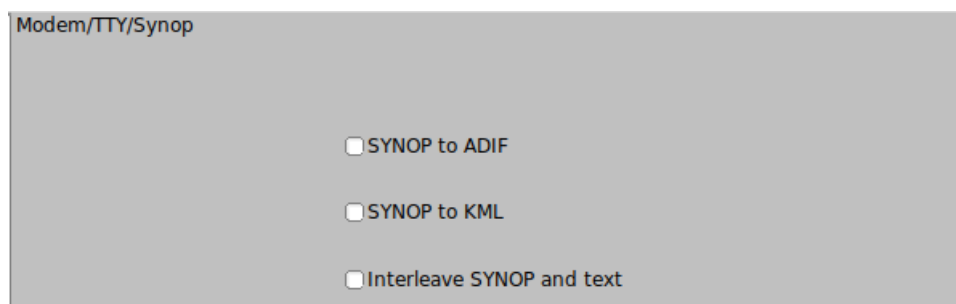 Modem/TTY/Synop
SYNOP to ADIF
SYNOP to KML
Interleave SYNOP and text